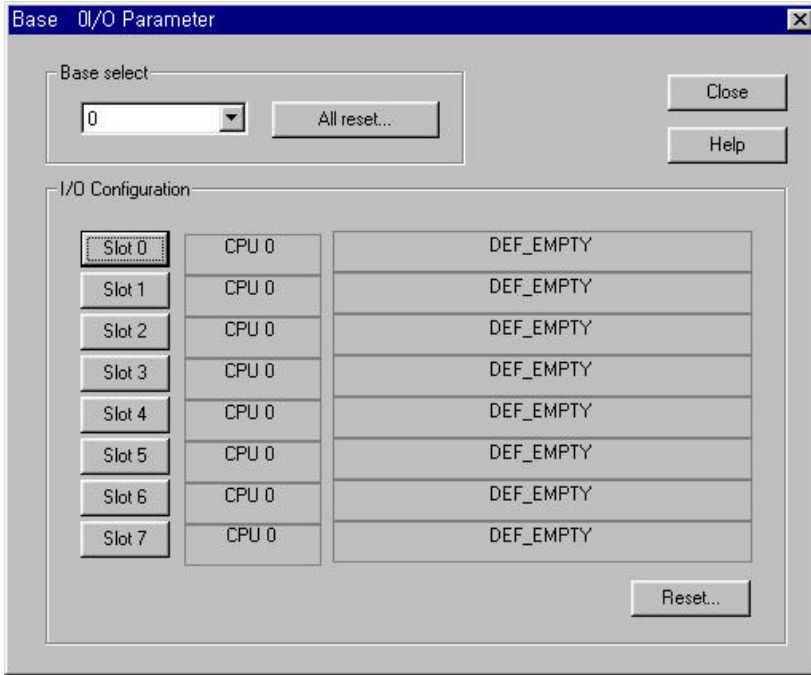 Base 0I/O Parameter
Base select
0 All reset...
Close
Help
I/O Configuration
Slot 0 CPU 0 DEF_EMPTY
Slot 1 CPU 0 DEF_EMPTY
Slot 2 CPU 0 DEF_EMPTY
Slot 3 CPU 0 DEF_EMPTY
Slot 4 CPU 0 DEF_EMPTY
Slot 5 CPU 0 DEF_EMPTY
Slot 6 CPU 0 DEF_EMPTY
Slot 7 CPU 0 DEF_EMPTY
Reset...